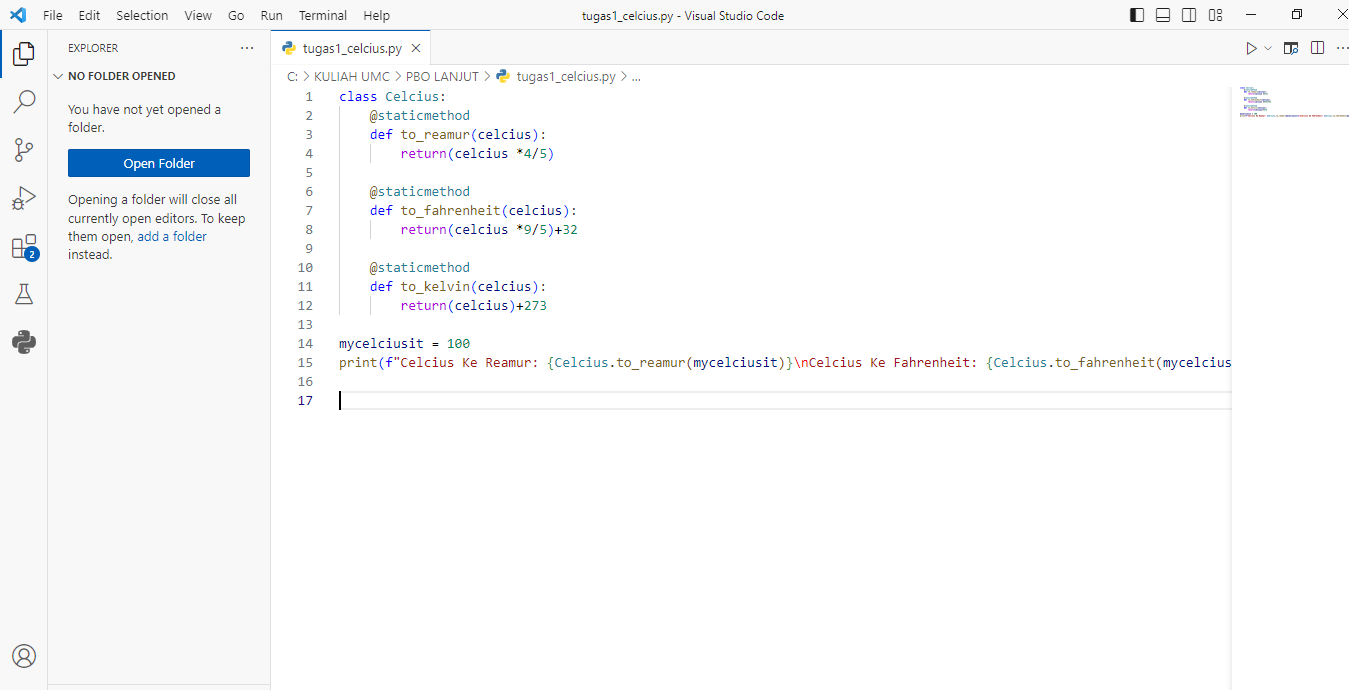 File Edit Selection View Go Run Terminal Help
tugas1_celcius.py - Visual Studio Code
EXPLORER
NO FOLDER OPENED
You have not yet opened a
folder.
Open Folder
Opening a folder will close all
currently open editors. To keep
them open, add a folder
instead.
2
tugas1_celcius.py
C: > KULIAH UMC > PBO LANJUT > tugas1_celcius.py > ...
1 class Celcius:
2     @staticmethod
3     def to_reamur(celcius):
4         return(celcius *4/5)
5
6     @staticmethod
7     def to_fahrenheit(celcius):
8         return(celcius *9/5)+32
9
10     @staticmethod
11     def to_kelvin(celcius):
12         return(celcius)+273
13
14 mycelciusit = 100
15 print(f"Celcius Ke Reamur: {Celcius.to_reamur(mycelciusit)}\nCelcius Ke Fahrenheit: {Celcius.to_fahrenheit(mycelcius
16
17